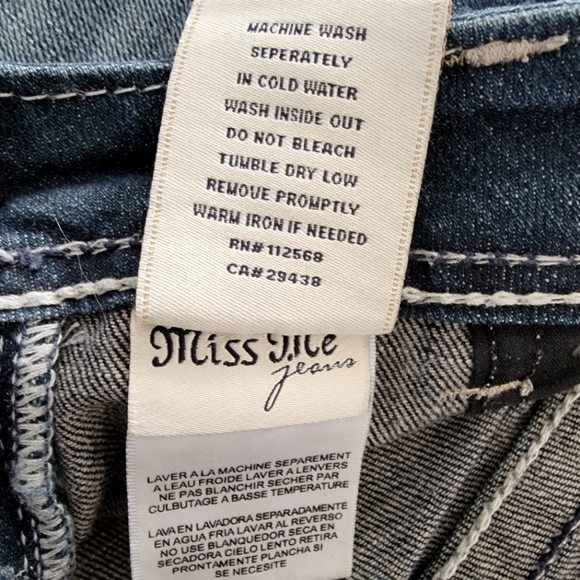 MACHINE WASH
SEPERATELY
IN COLD WATER
WASH INSIDE OUT
DO NOT BLEACH
TUMBLE DRY LOW
REMOVE PROMPTLY
WARM IRON IF NEEDED
RN# 112568
CA# 29438
Miss Me
jeans
LAVER A LA MACHINE SEPAREMENT
A LEAU FROIDE LAVER A LENVERS
NE PAS BLANCHIR SECHER PAR
CULBUTAGE A BASSE TEMPERATURE
LAVA EN LAVADORA SEPARADAMENTE
EN AGUA FRIA LAVAR AL REVERSO
NO USE BLANQUEDOR SECA EN
SECADORA CIELO LENTO RETIRA
PRONTAMENTE PLANCHA SI
SE NECESITE